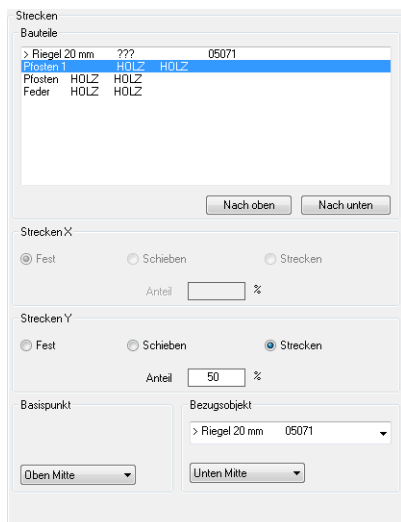 Strecken
Bauteile
> Riegel 20 mm ??? 05071
Pfosten 1 HOLZ HOLZ
Pfosten HOLZ HOLZ
Feder HOLZ HOLZ
Nach oben Nach unten
Strecken X
Fest Schieben Strecken
Anteil %
Strecken Y
Fest Schieben Strecken
Anteil 50 %
Basispunkt Bezugsobjekt
> Riegel 20 mm 05071
Oben Mitte Unten Mitte